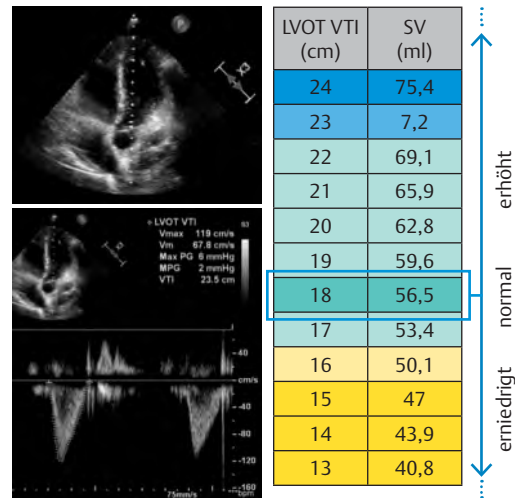 X3
+ LVOT VTI
Vmax 119 cm/s
Vm 67.8 cm/s
Max PG 6 mmHg
MPG 2 mmHg
VTI 23.5 cm
40
cm/s
-40
-80
-120
-160
75mm/s
LVOT VTI (cm) SV (ml)
24 75,4
23 7,2
22 69,1
21 65,9
20 62,8
19 59,6
18 56,5
17 53,4
16 50,1
15 47
14 43,9
13 40,8
erhöht
normal
erniedrigt